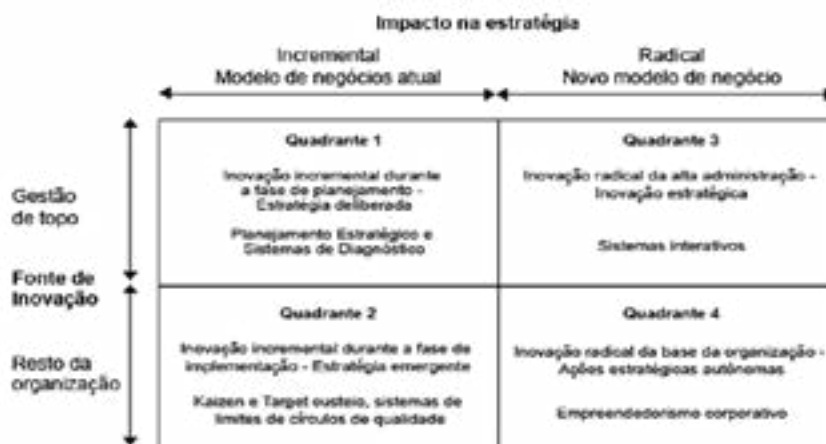 Impacto na estratégia
Incremental
Modelo de negócios atual
Radical
Novo modelo de negócio
Gestão
de topo
Fonte de
Inovação
Resto da
organização
Quadrante 1
Inovação incremental durante
a fase de planejamento -
Estratégia deliberada
Planejamento Estratégico e
Sistemas de Diagnóstico
Quadrante 3
Inovação radical da alta administração -
Inovação estratégica
Sistemas interativos
Quadrante 2
Inovação incremental durante a fase de
implementação - Estratégia emergente
Kaizen e Target custeio, sistemas de
limites de círculos de qualidade
Quadrante 4
Inovação radical da base da organização -
Ações estratégicas autônomas
Empreendedorismo corporativo